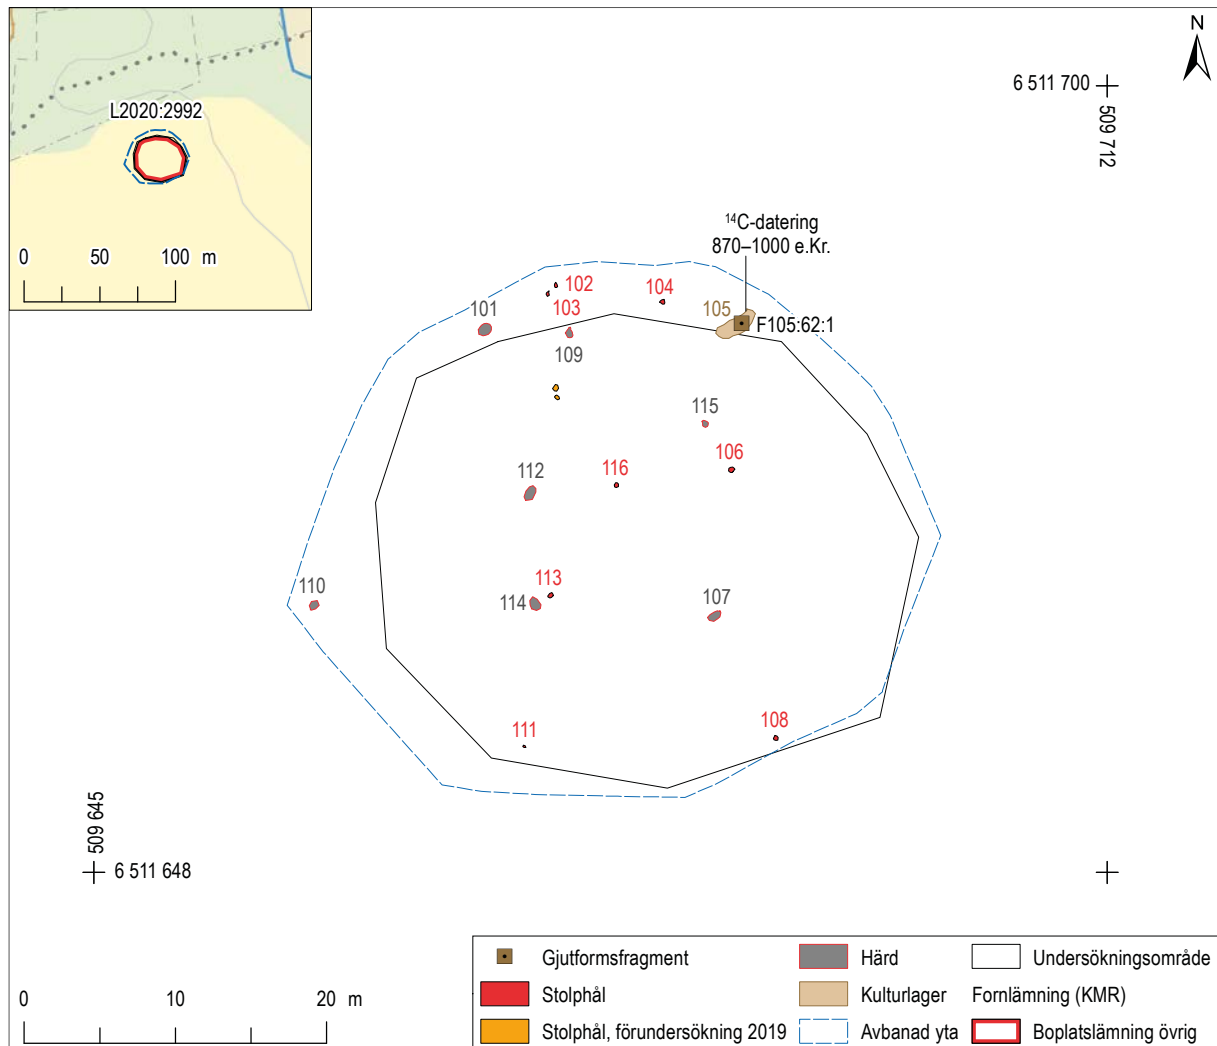 L2020:2992
0 50 100 m
N
6 511 700
509 712
14C-datering
870–1000 e.Kr.
102
104
101
103
105
F105:62:1
109
115
106
112
116
110
113
114
107
111
108
509 645
6 511 648
0 10 20 m
Gjutformsfragment
Stolphål
Stolphål, förundersökning 2019
Härd
Kulturlager
Avbanad yta
Undersökningsområde
Fornlämning (KMR)
Boplatslämning övrig